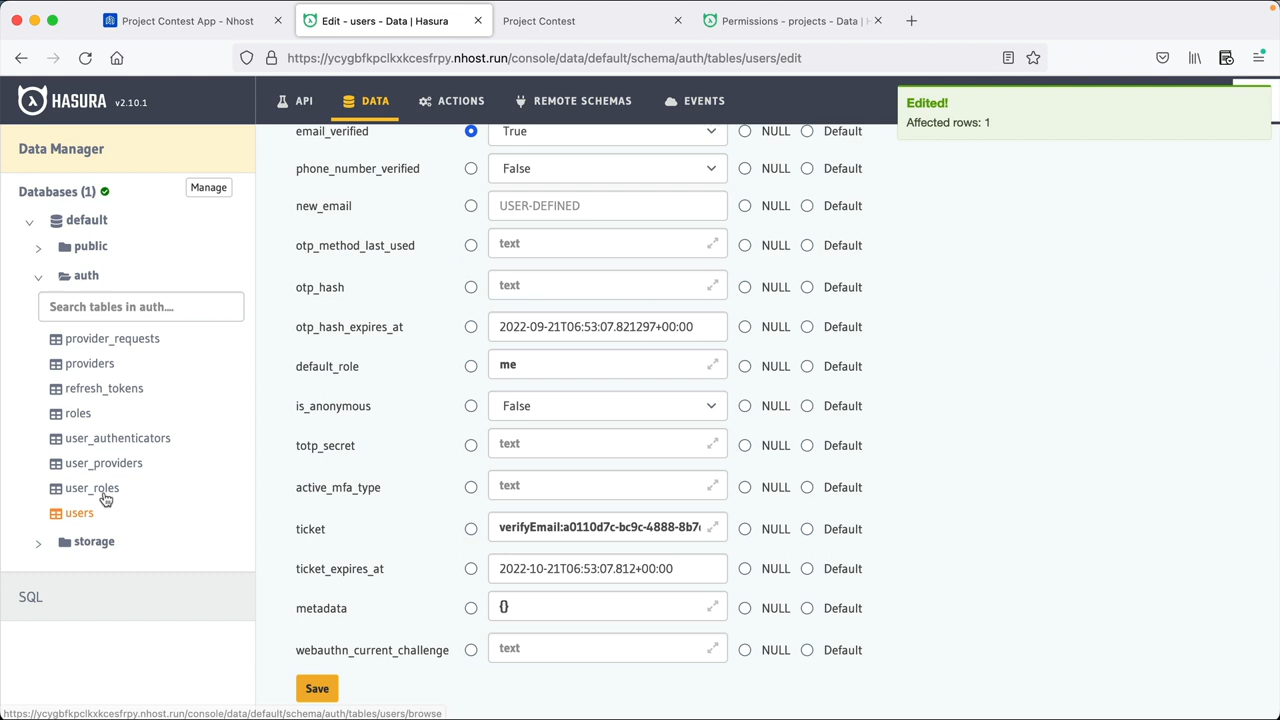 Project Contest App - Nhost
Edit - users - Data | Hasura
Project Contest
Permissions - projects - Data |
https://ycygbfkpclkxkcesfrpy.nhost.run/console/data/default/schema/auth/tables/users/edit
HASURA v2.10.1
API
DATA
ACTIONS
REMOTE SCHEMAS
EVENTS
Edited!
Affected rows: 1
Data Manager
Databases (1)
Manage
default
public
auth
Search tables in auth....
provider_requests
providers
refresh_tokens
roles
user_authenticators
user_providers
user_roles
users
storage
SQL
email_verified True NULL Default
phone_number_verified False NULL Default
new_email USER-DEFINED NULL Default
otp_method_last_used text NULL Default
otp_hash text NULL Default
otp_hash_expires_at 2022-09-21T06:53:07.821297+00:00 NULL Default
default_role me NULL Default
is_anonymous False NULL Default
totp_secret text NULL Default
active_mfa_type text NULL Default
ticket verifyEmail:a0110d7c-bc9c-4888-8b7 NULL Default
ticket_expires_at 2022-10-21T06:53:07.812+00:00 NULL Default
metadata {} NULL Default
webauthn_current_challenge text NULL Default
Save
https://ycygbfkpclkxkcesfrpy.nhost.run/console/data/default/schema/auth/tables/users/browse